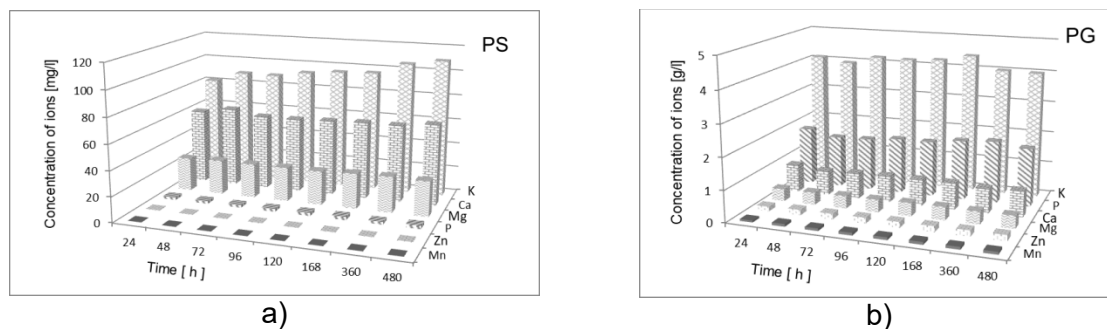 PS
Concentration of ions [mg/l]
120
100
80
60
40
20
0
24 48 72 96 120 168 360 480
Time [ h ]
K
Ca
Mg
P
Zn
Mn
a)
PG
Concentration of ions [g/l]
5
4
3
2
1
0
24 48 72 96 120 168 360 480
Time [ h ]
K
P
Ca
Mg
Zn
Mn
b)